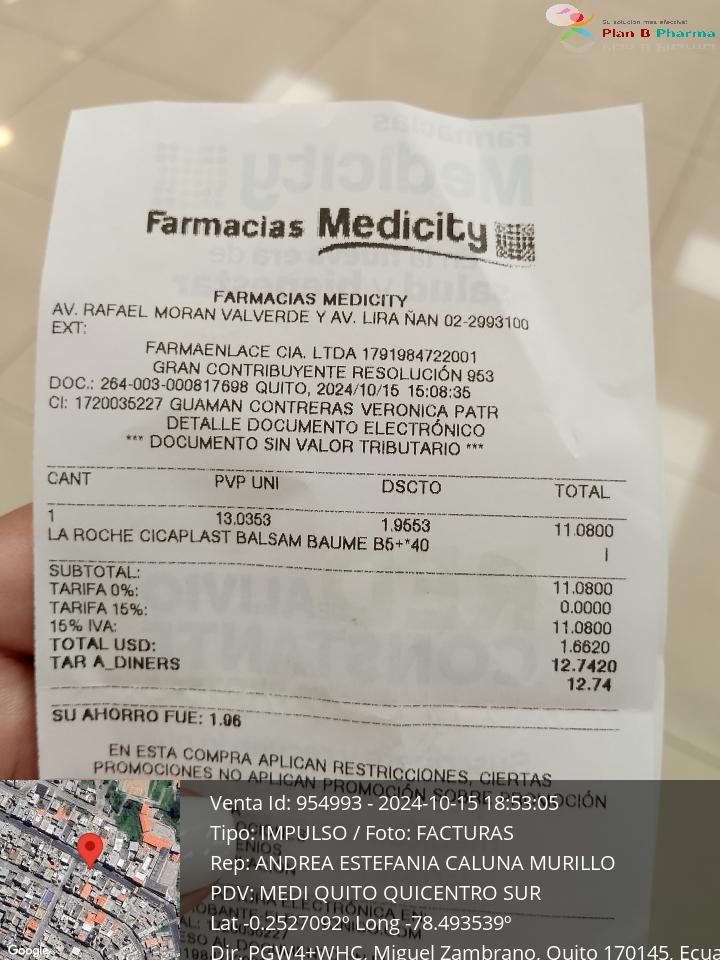 Su solución más efectiva!
Plan B Pharma
Farmacias Medicity
FARMACIAS MEDICITY
AV. RAFAEL MORAN VALVERDE Y AV. LIRA ÑAN 02-2993100
EXT:
FARMAENLACE CIA. LTDA 1791984722001
GRAN CONTRIBUYENTE RESOLUCIÓN 953
DOC.: 264-003-000817698 QUITO, 2024/10/15 15:08:35
CI: 1720035227 GUAMAN CONTRERAS VERONICA PATR
DETALLE DOCUMENTO ELECTRÓNICO
*** DOCUMENTO SIN VALOR TRIBUTARIO ***
CANT PVP UNI DSCTO TOTAL
1 13.0353 1.9553 11.0800
LA ROCHE CICAPLAST BALSAM BAUME B5+*40 I
SUBTOTAL: 11.0800
TARIFA 0%: 0.0000
TARIFA 15%: 11.0800
15% IVA: 1.6620
TOTAL USD: 12.7420
TAR A_DINERS 12.74
SU AHORRO FUE: 1.96
EN ESTA COMPRA APLICAN RESTRICCIONES, CIERTAS
PROMOCIONES NO APLICAN PROMOCIÓN SOBRE PROMOCIÓN
Venta Id: 954993 - 2024-10-15 18:53:05
Tipo: IMPULSO / Foto: FACTURAS
Rep: ANDREA ESTEFANIA CALUNA MURILLO
PDV: MEDI QUITO QUICENTRO SUR
Lat -0.2527092º Long -78.493539º
Dir. PGW4+WHC, Miguel Zambrano, Quito 170145, Ecua
Google